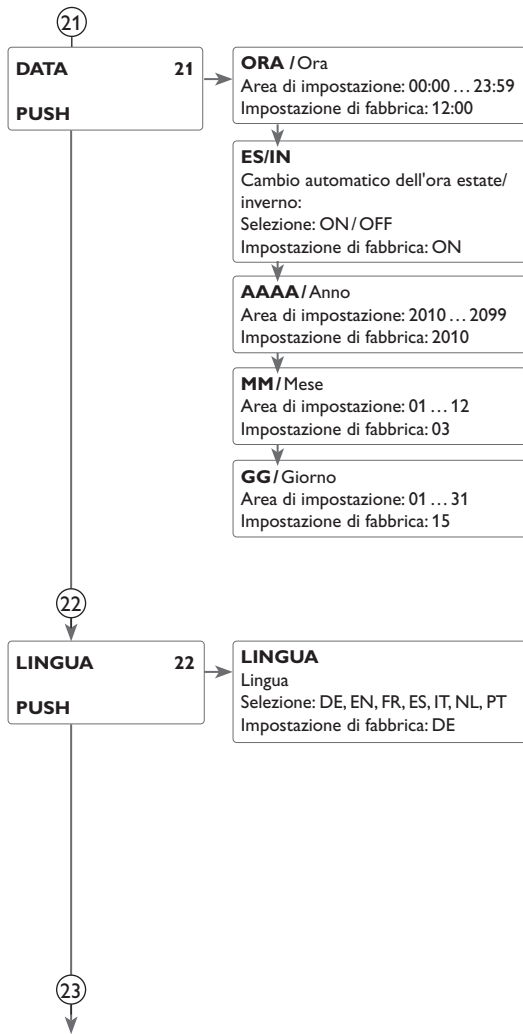 21
DATA 21
PUSH
ORA / Ora
Area di impostazione: 00:00 … 23:59
Impostazione di fabbrica: 12:00
ES/IN
Cambio automatico dell'ora estate/
inverno:
Selezione: ON / OFF
Impostazione di fabbrica: ON
AAAA / Anno
Area di impostazione: 2010 … 2099
Impostazione di fabbrica: 2010
MM / Mese
Area di impostazione: 01 … 12
Impostazione di fabbrica: 03
GG / Giorno
Area di impostazione: 01 … 31
Impostazione di fabbrica: 15
22
LINGUA 22
PUSH
LINGUA
Lingua
Selezione: DE, EN, FR, ES, IT, NL, PT
Impostazione di fabbrica: DE
23